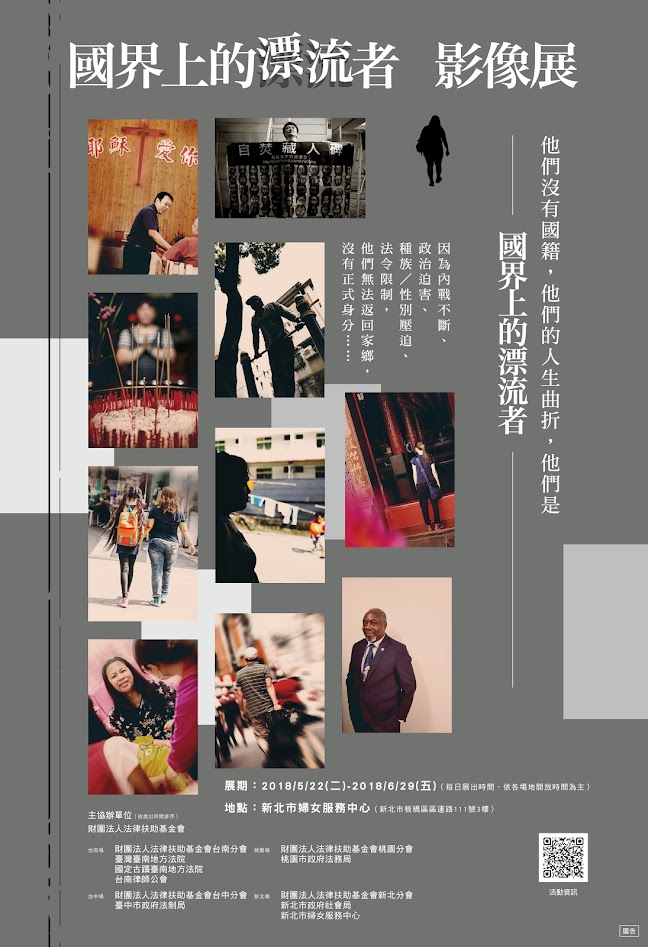 國界上的漂流者 影像展
他們沒有國籍，他們的人生曲折，他們是
國界上的漂流者
因為內戰不斷、
政治迫害、
種族／性別壓迫、
法令限制，
他們無法返回家鄉，
沒有正式身分⋯⋯
耶穌 愛你
自焚藏人碑
展期：2018/5/22(二)-2018/6/29(五)（每日展出時間，依各場地開放時間為主）
地點：新北市婦女服務中心（新北市板橋區區運路111號3樓）
主協辦單位（依展出時間排序）
財團法人法律扶助基金會
台南場 財團法人法律扶助基金會台南分會
臺灣臺南地方法院
國定古蹟臺南地方法院
台南律師公會
桃園場 財團法人法律扶助基金會桃園分會
桃園市政府法務局
台中場 財團法人法律扶助基金會台中分會
臺中市政府法制局
新北場 財團法人法律扶助基金會新北分會
新北市政府社會局
新北市婦女服務中心
活動資訊
廣告